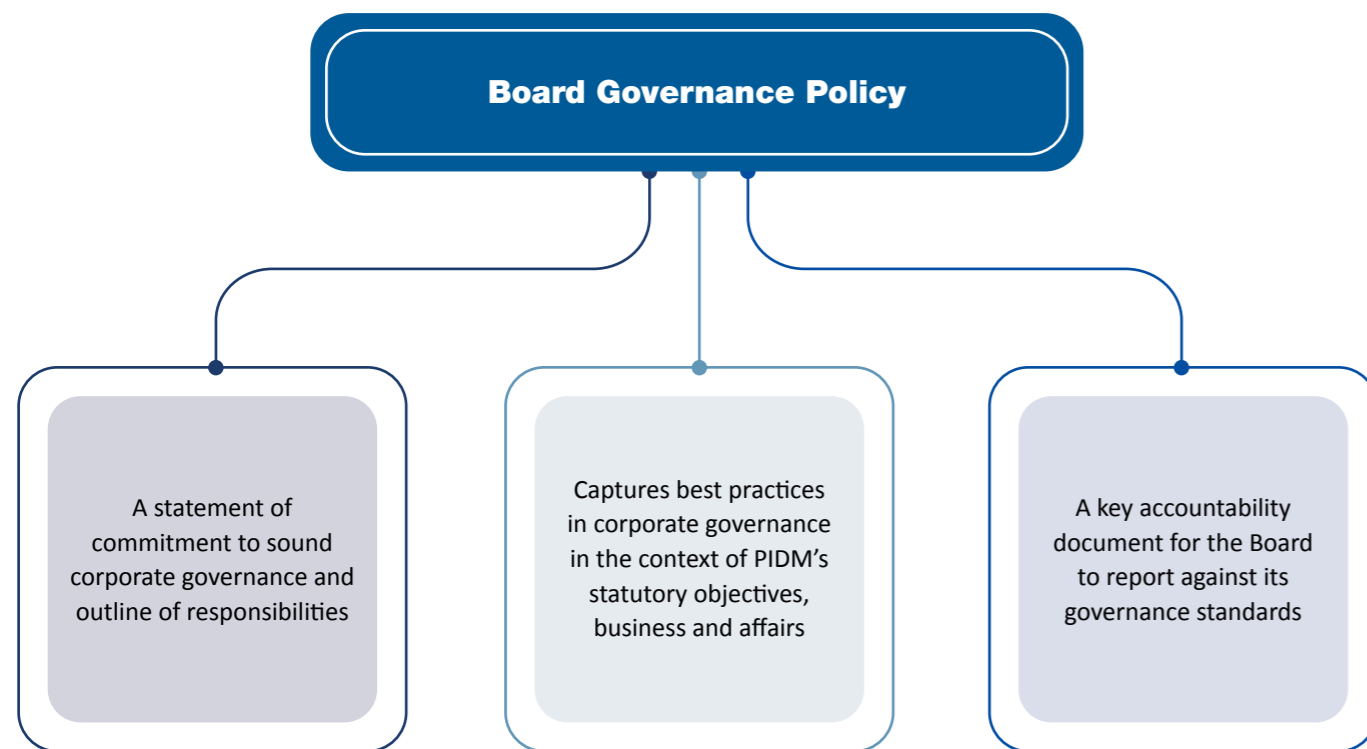 Board Governance Policy
A statement of
commitment to sound
corporate governance and
outline of responsibilities
Captures best practices
in corporate governance
in the context of PIDM’s
statutory objectives,
business and affairs
A key accountability
document for the Board
to report against its
governance standards